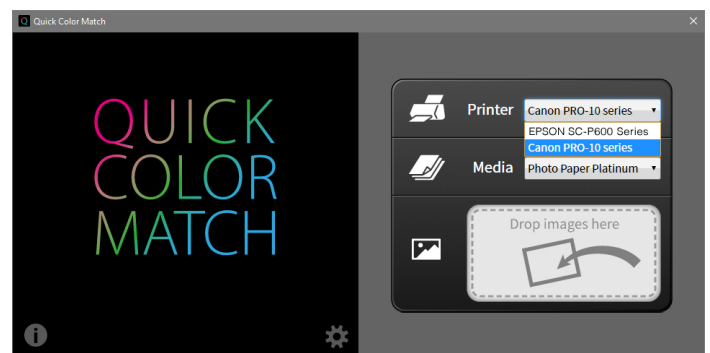 Quick Color Match
QUICK
COLOR
MATCH
Printer
Canon PRO-10 series
EPSON SC-P600 Series
Canon PRO-10 series
Media
Photo Paper Platinum
Drop images here